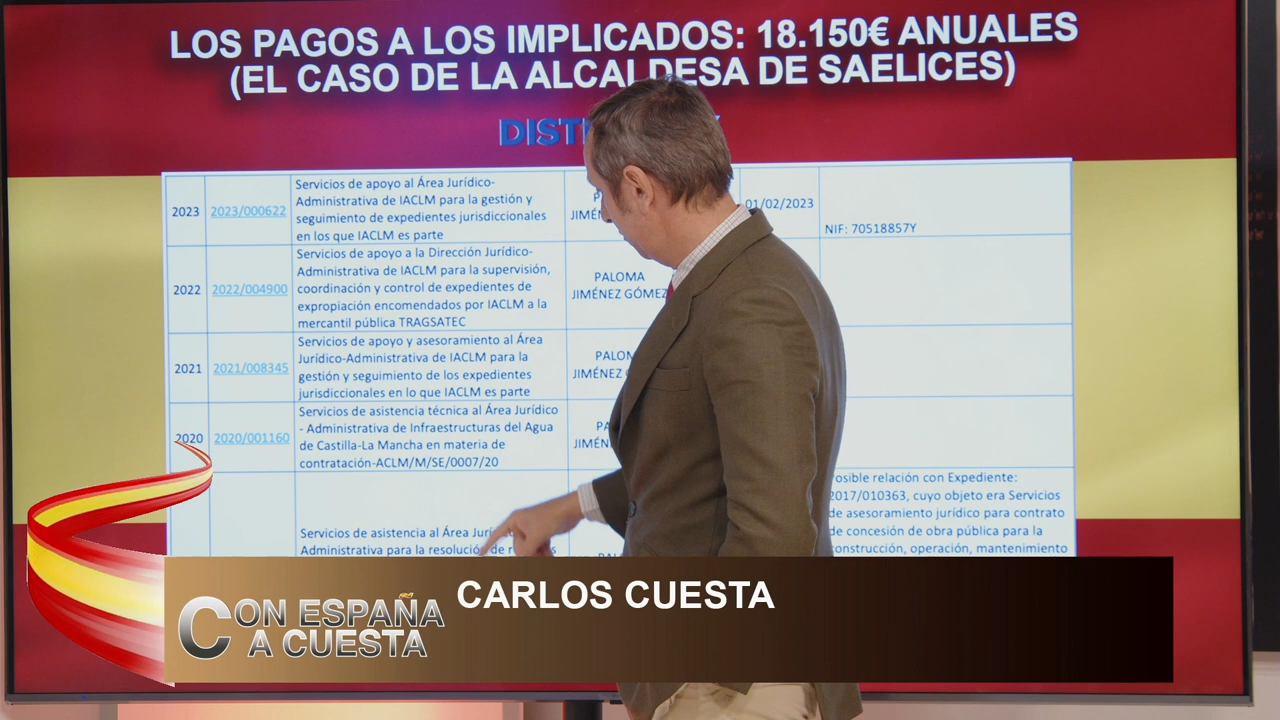 LOS PAGOS A LOS IMPLICADOS: 18.150€ ANUALES
(EL CASO DE LA ALCALDESA DE SAELICES)
2023
2023/000622
Servicios de apoyo al Área Jurídico-
Administrativa de IACLM para la gestión y
seguimiento de expedientes jurisdiccionales
en los que IACLM es parte
01/02/2023
NIF: 70518857Y
2022
2022/004900
Servicios de apoyo a la Dirección Jurídico-
Administrativa de IACLM para la supervisión,
coordinación y control de expedientes de
expropiación encomendados por IACLM a la
mercantil pública TRAGSATEC
PALOMA
JIMÉNEZ GÓMEZ
2021
2021/008345
Servicios de apoyo y asesoramiento al Área
Jurídico-Administrativa de IACLM para la
gestión y seguimiento de los expedientes
jurisdiccionales en lo que IACLM es parte
JIMÉNEZ
2020
2020/001160
Servicios de asistencia técnica al Área Jurídico
- Administrativa de Infraestructuras del Agua
de Castilla-La Mancha en materia de
contratación-ACLM/M/SE/0007/20
Servicios de asistencia al Área
Administrativa para la resolución de
Posible relación con Expediente:
2017/010363, cuyo objeto era Servicios
de asesoramiento jurídico para contrato
de concesión de obra pública para la
construcción, operación, mantenimiento
CON ESPAÑA
A CUESTA
CARLOS CUESTA